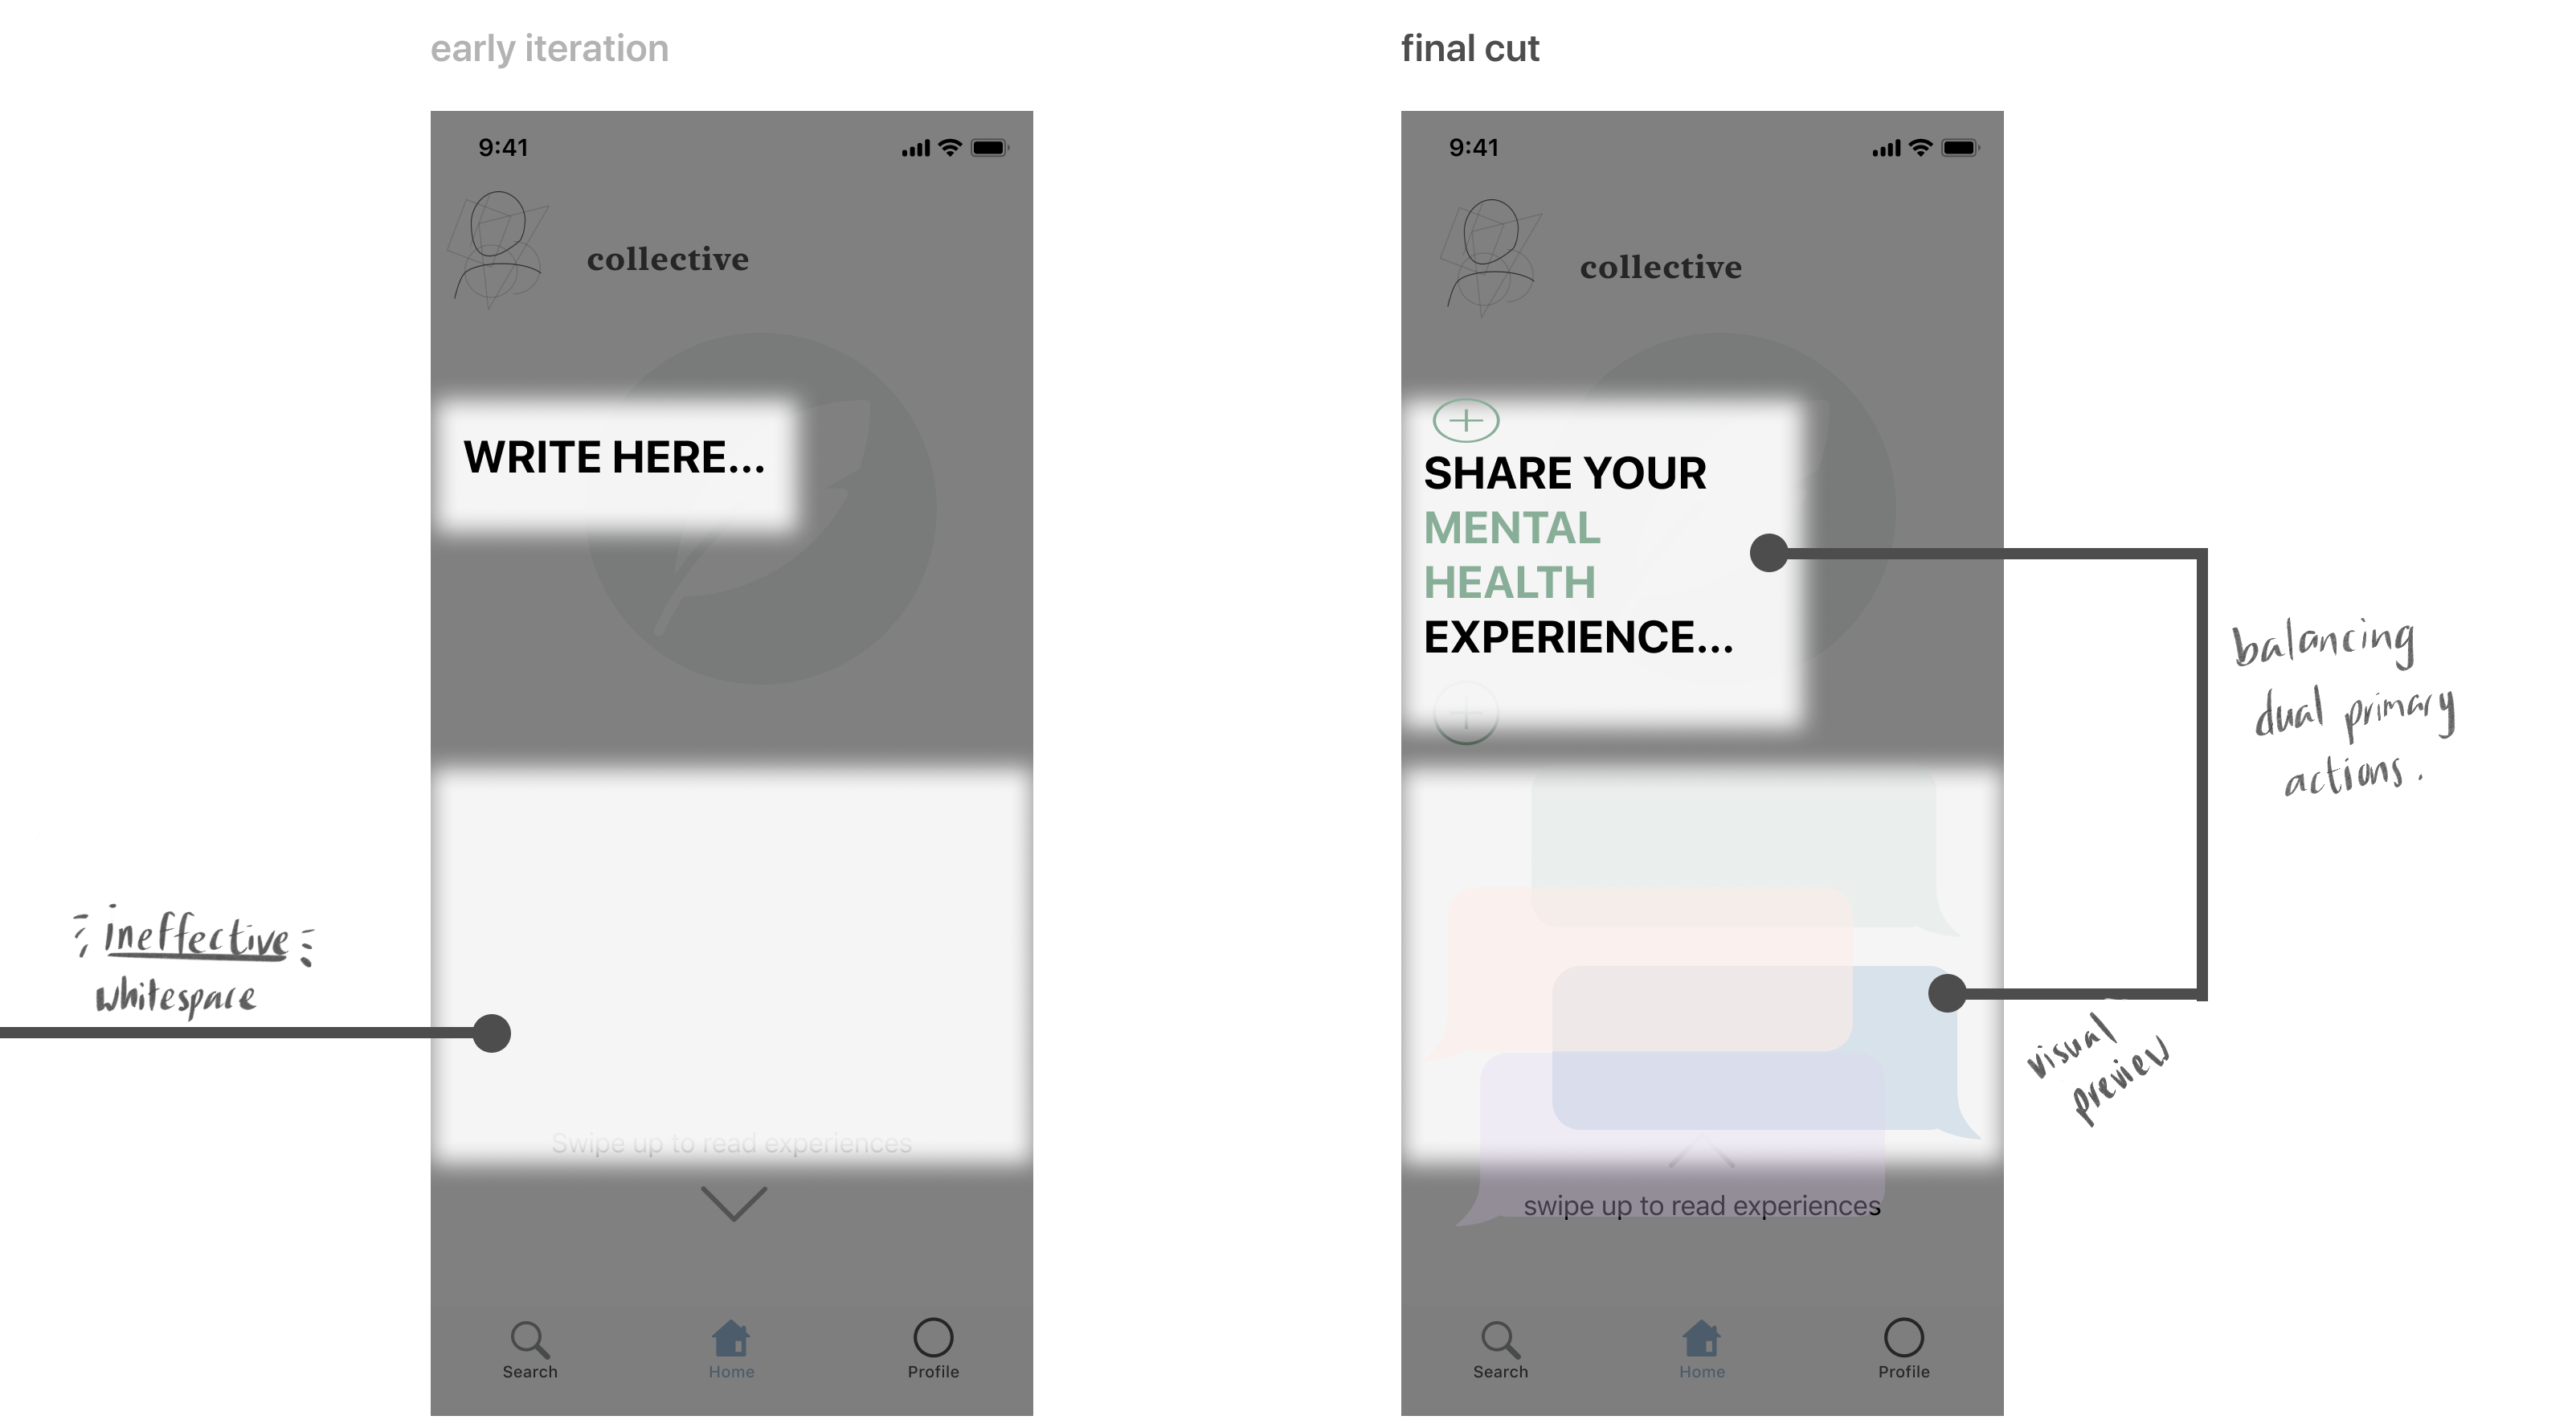 early iteration
9:41
collective
WRITE HERE...
ineffective
whitespace
Swipe up to read experiences
Search
Home
Profile
final cut
9:41
collective
SHARE YOUR
MENTAL
HEALTH
EXPERIENCE...
balancing
dual primary
actions.
visual
preview
swipe up to read experiences
Search
Home
Profile